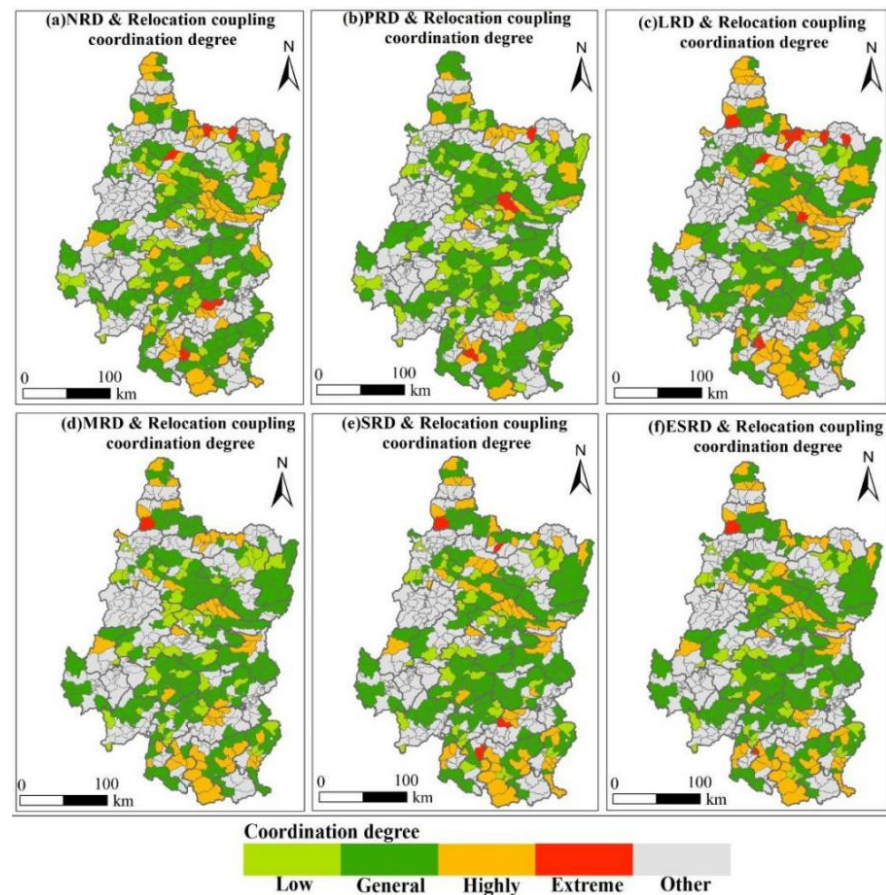 (a)NRD & Relocation coupling
coordination degree
N
0 100
km
(b)PRD & Relocation coupling
coordination degree
N
0 100
km
(c)LRD & Relocation coupling
coordination degree
N
0 100
km
(d)MRD & Relocation coupling
coordination degree
N
0 100
km
(e)SRD & Relocation coupling
coordination degree
N
0 100
km
(f)ESRD & Relocation coupling
coordination degree
N
0 100
km
Coordination degree
Low General Highly Extreme Other